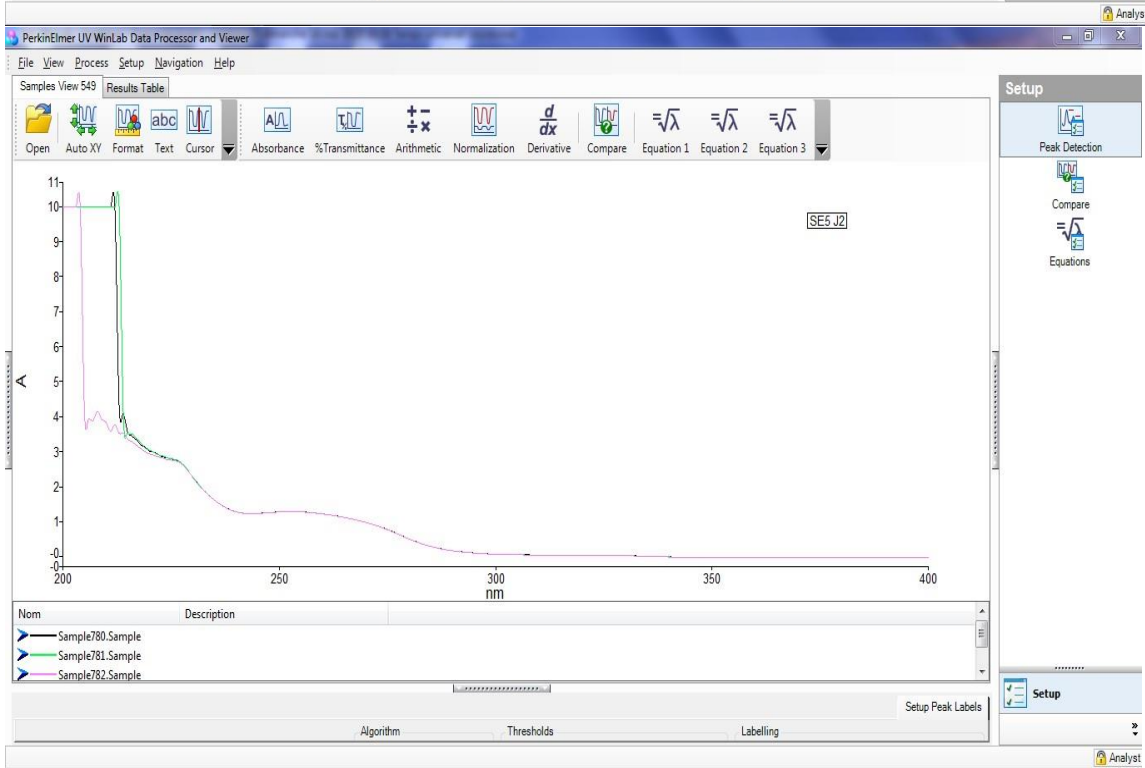 Analys
PerkinElmer UV WinLab Data Processor and Viewer
File View Process Setup Navigation Help
Samples View 549 Results Table
Setup
Open Auto XY Format Text Cursor Absorbance %Transmittance Arithmetic Normalization Derivative Compare Equation 1 Equation 2 Equation 3
Peak Detection
Compare
Equations
SE5 J2
11
10
9
8
7
6
5
4
3
2
1
-0
-0
A
200 250 300 350 400
nm
Nom Description
Sample780.Sample
Sample781.Sample
Sample782.Sample
Setup
Setup Peak Labels
Algorithm Thresholds Labelling
Analyst